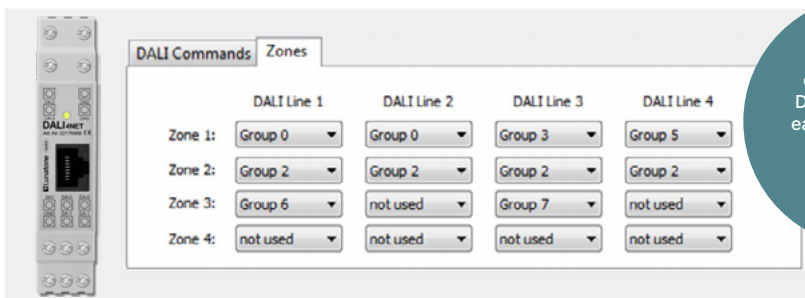 DALI Commands Zones
DALI Line 1 DALI Line 2 DALI Line 3 DALI Line 4
Zone 1: Group 0 Group 0 Group 3 Group 5
Zone 2: Group 2 Group 2 Group 2 Group 2
Zone 3: Group 6 not used Group 7 not used
Zone 4: not used not used not used not used
DALI 4NET
Lunatone